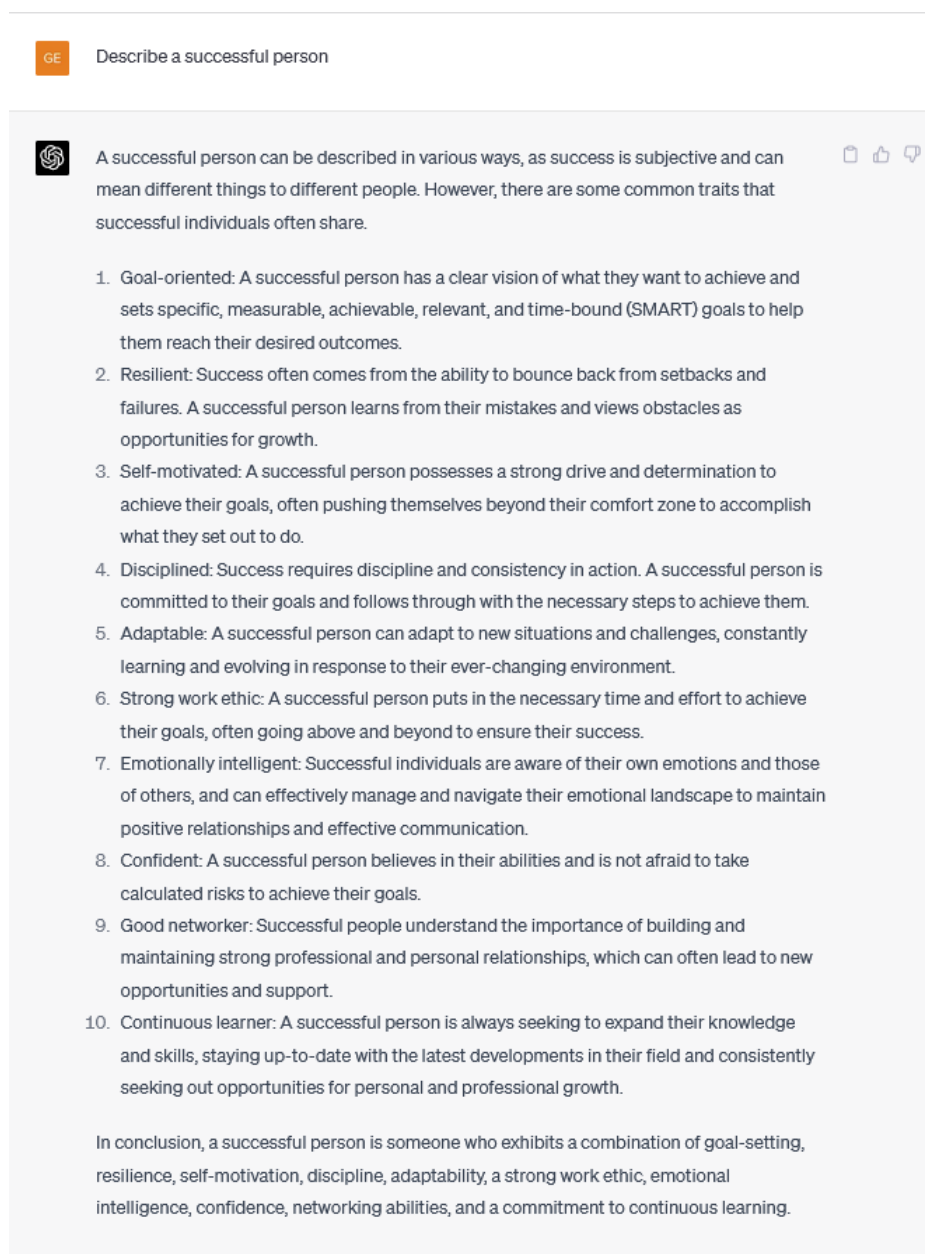 GE
Describe a successful person
A successful person can be described in various ways, as success is subjective and can
mean different things to different people. However, there are some common traits that
successful individuals often share.
1. Goal-oriented: A successful person has a clear vision of what they want to achieve and
sets specific, measurable, achievable, relevant, and time-bound (SMART) goals to help
them reach their desired outcomes.
2. Resilient: Success often comes from the ability to bounce back from setbacks and
failures. A successful person learns from their mistakes and views obstacles as
opportunities for growth.
3. Self-motivated: A successful person possesses a strong drive and determination to
achieve their goals, often pushing themselves beyond their comfort zone to accomplish
what they set out to do.
4. Disciplined: Success requires discipline and consistency in action. A successful person is
committed to their goals and follows through with the necessary steps to achieve them.
5. Adaptable: A successful person can adapt to new situations and challenges, constantly
learning and evolving in response to their ever-changing environment.
6. Strong work ethic: A successful person puts in the necessary time and effort to achieve
their goals, often going above and beyond to ensure their success.
7. Emotionally intelligent: Successful individuals are aware of their own emotions and those
of others, and can effectively manage and navigate their emotional landscape to maintain
positive relationships and effective communication.
8. Confident: A successful person believes in their abilities and is not afraid to take
calculated risks to achieve their goals.
9. Good networker: Successful people understand the importance of building and
maintaining strong professional and personal relationships, which can often lead to new
opportunities and support.
10. Continuous learner: A successful person is always seeking to expand their knowledge
and skills, staying up-to-date with the latest developments in their field and consistently
seeking out opportunities for personal and professional growth.
In conclusion, a successful person is someone who exhibits a combination of goal-setting,
resilience, self-motivation, discipline, adaptability, a strong work ethic, emotional
intelligence, confidence, networking abilities, and a commitment to continuous learning.